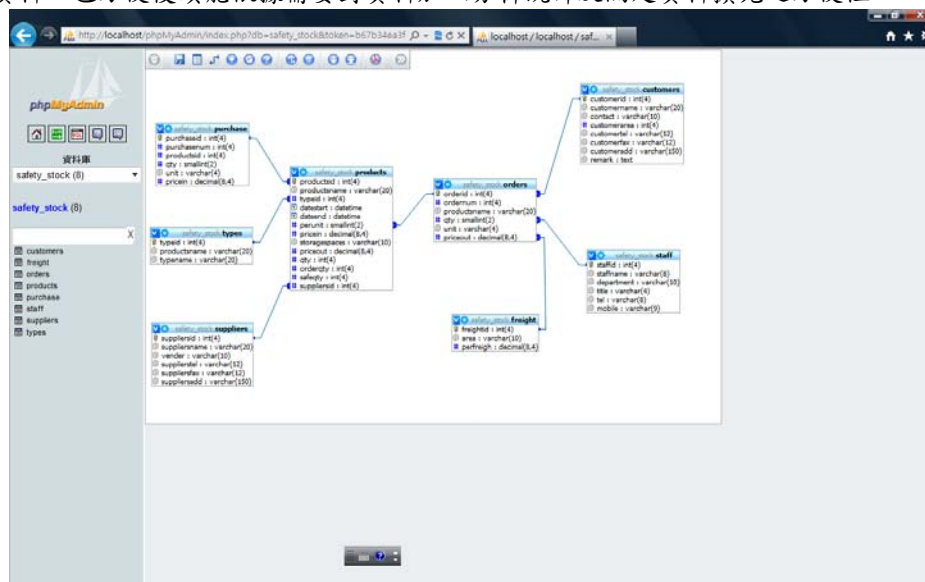 http://localhost/phpMyAdmin/index.php?db=safety_stock&token=b67b34ea3f
localhost / localhost / saf...
phpMyAdmin
資料庫
safety_stock (8)
safety_stock (8)
X
customers
freight
orders
products
purchase
staff
suppliers
types
safety_stock.purchase
purchaseid : int(4)
purchasenum : int(4)
productsid : int(4)
qty : smallint(2)
unit : varchar(4)
pricein : decimal(8,4)
safety_stock.types
typeid : int(4)
productsname : varchar(20)
typename : varchar(20)
safety_stock.suppliers
suppliersid : int(4)
suppliersname : varchar(20)
vender : varchar(10)
supplierstel : varchar(12)
suppliersfax : varchar(12)
suppliersadd : varchar(150)
safety_stock.products
productsid : int(4)
productsname : varchar(20)
typeid : int(4)
datestart : datetime
dateend : datetime
perunit : smallint(2)
pricein : decimal(8,4)
storagespaces : varchar(10)
priceout : decimal(8,4)
qty : int(4)
orderqty : int(4)
safeqty : int(4)
suppliersid : int(4)
safety_stock.orders
orderid : int(4)
ordernum : int(4)
productsname : varchar(20)
qty : smallint(2)
unit : varchar(4)
priceout : decimal(8,4)
safety_stock.customers
customerid : int(4)
customername : varchar(20)
contact : varchar(10)
customerarea : int(4)
customertel : varchar(12)
customerfax : varchar(12)
customeradd : varchar(150)
remark : text
safety_stock.staff
staffid : int(4)
staffname : varchar(8)
department : varchar(10)
title : varchar(4)
tel : varchar(8)
mobile : varchar(9)
safety_stock.freight
freightid : int(4)
area : varchar(10)
perfreigh : decimal(8,4)